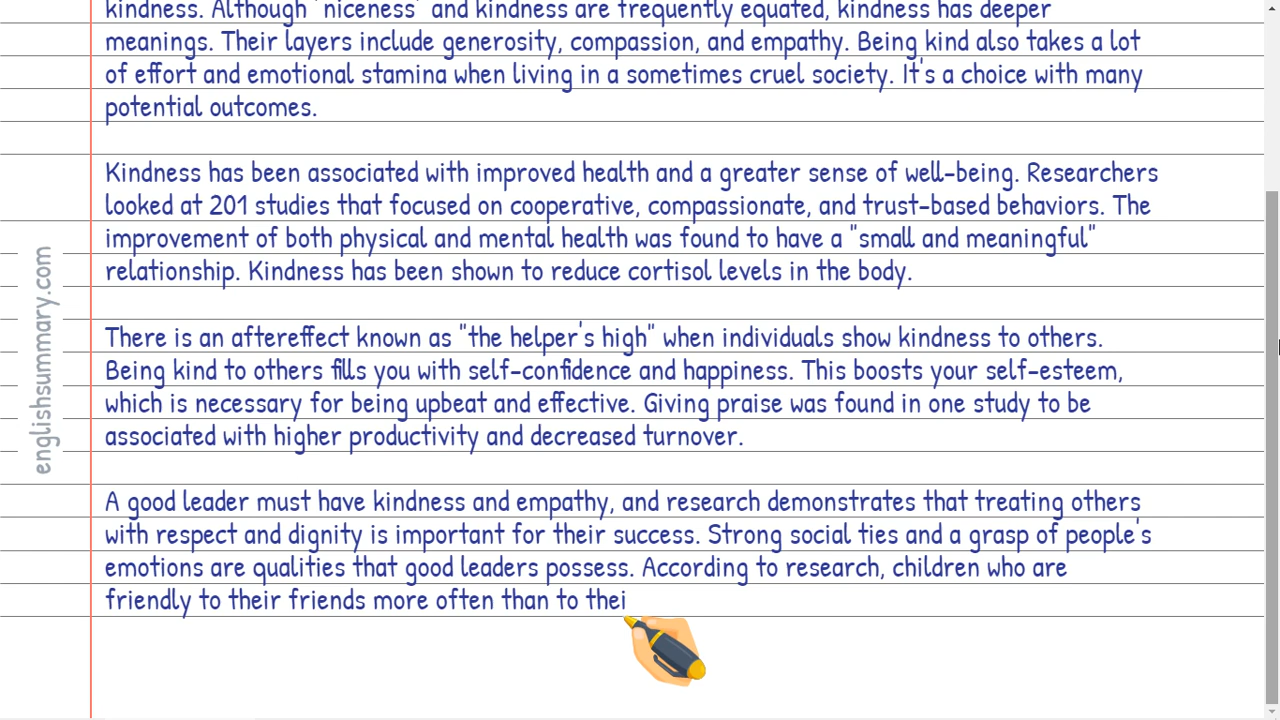 kindness. Although "niceness" and kindness are frequently equated, kindness has deeper
meanings. Their layers include generosity, compassion, and empathy. Being kind also takes a lot
of effort and emotional stamina when living in a sometimes cruel society. It's a choice with many
potential outcomes.
Kindness has been associated with improved health and a greater sense of well-being. Researchers
looked at 201 studies that focused on cooperative, compassionate, and trust-based behaviors. The
improvement of both physical and mental health was found to have a "small and meaningful"
relationship. Kindness has been shown to reduce cortisol levels in the body.
There is an aftereffect known as "the helper's high" when individuals show kindness to others.
Being kind to others fills you with self-confidence and happiness. This boosts your self-esteem,
which is necessary for being upbeat and effective. Giving praise was found in one study to be
associated with higher productivity and decreased turnover.
A good leader must have kindness and empathy, and research demonstrates that treating others
with respect and dignity is important for their success. Strong social ties and a grasp of people's
emotions are qualities that good leaders possess. According to research, children who are
friendly to their friends more often than to thei
englishsummary.com